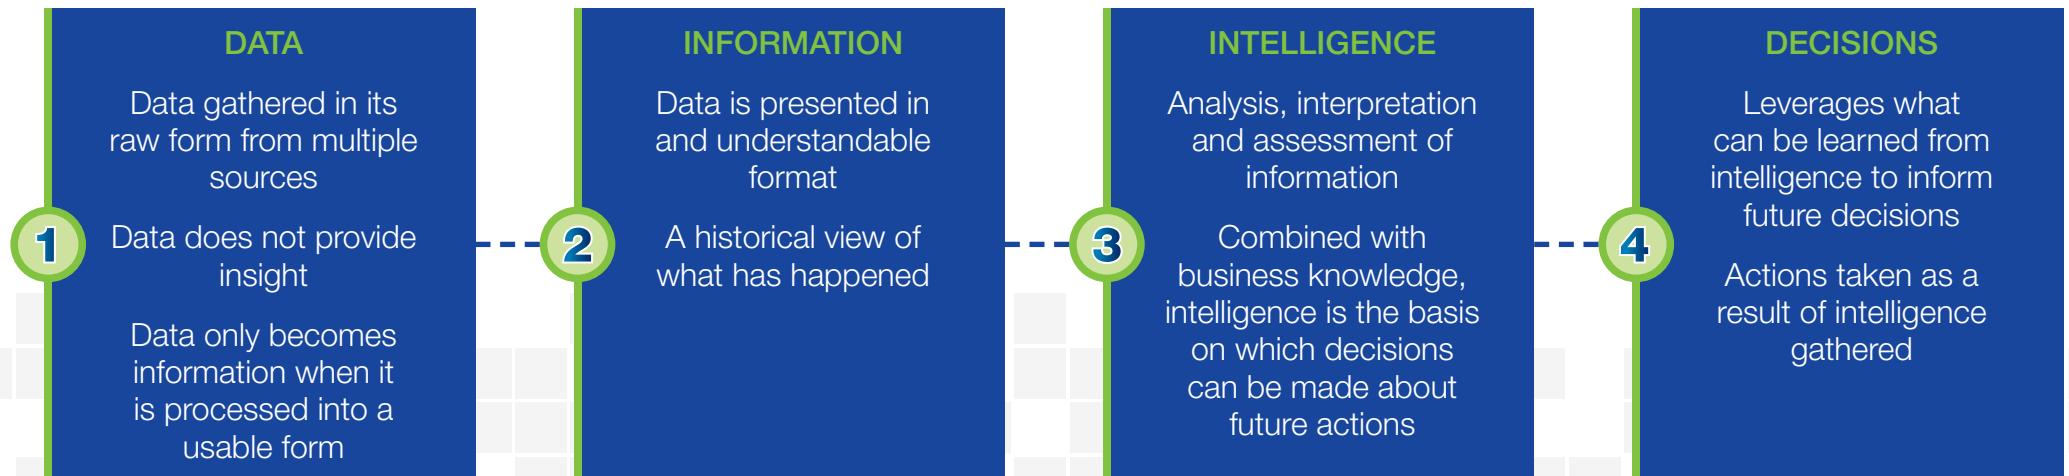 DATA
Data gathered in its
raw form from multiple
sources
1
Data does not provide
insight
Data only becomes
information when it
is processed into a
usable form
INFORMATION
Data is presented in
and understandable
format
2
A historical view of
what has happened
INTELLIGENCE
Analysis, interpretation
and assessment of
information
3
Combined with
business knowledge,
intelligence is the basis
on which decisions
can be made about
future actions
DECISIONS
Leverages what
can be learned from
intelligence to inform
future decisions
4
Actions taken as a
result of intelligence
gathered